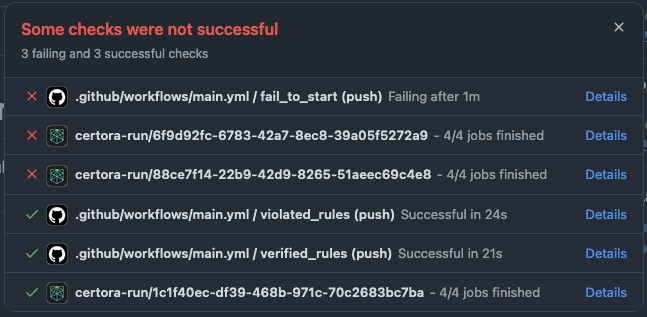 Some checks were not successful
3 failing and 3 successful checks
.github/workflows/main.yml / fail_to_start (push) Failing after 1m Details
certora-run/6f9d92fc-6783-42a7-8ec8-39a05f5272a9 - 4/4 jobs finished Details
certora-run/88ce7f14-22b9-42d9-8265-51aeec69c4e8 - 4/4 jobs finished Details
.github/workflows/main.yml / violated_rules (push) Successful in 24s Details
.github/workflows/main.yml / verified_rules (push) Successful in 21s Details
certora-run/1c1f40ec-df39-468b-971c-70c2683bc7ba - 4/4 jobs finished Details